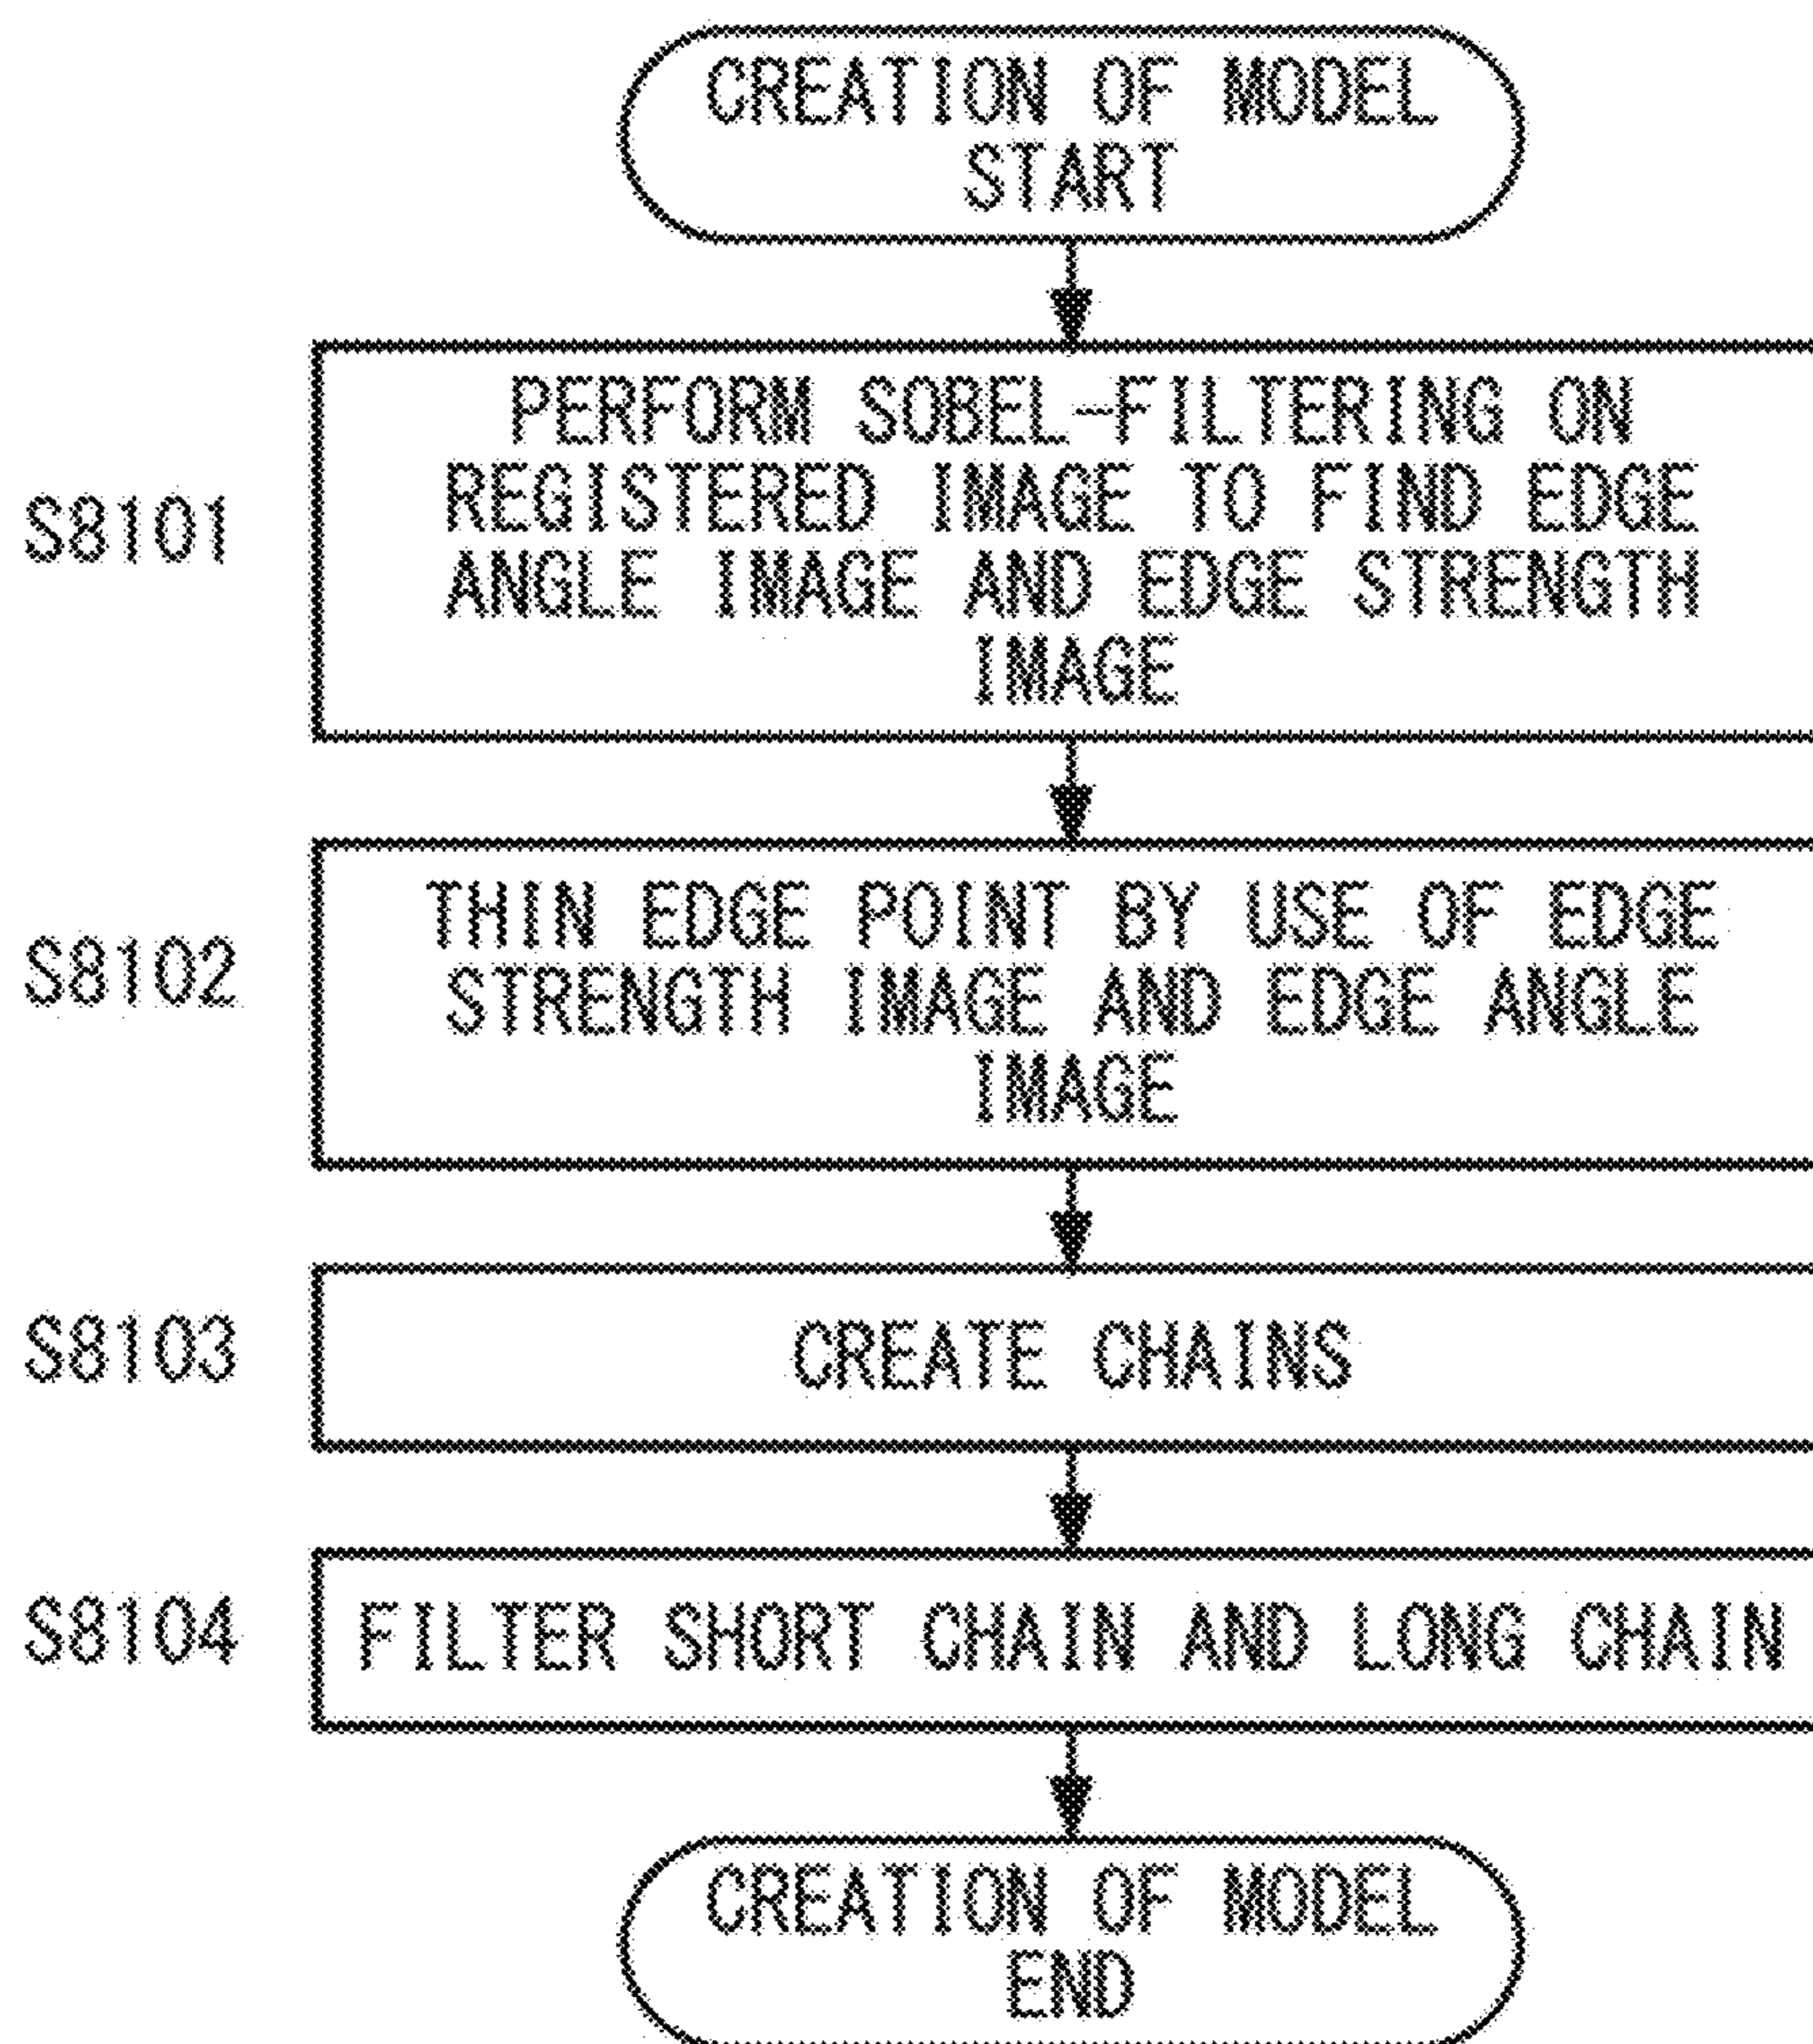 CREATION OF MODEL
START
S8101
PERFORM SOBEL-FILTERING ON
REGISTERED IMAGE TO FIND EDGE
ANGLE IMAGE AND EDGE STRENGTH
IMAGE
S8102
THIN EDGE POINT BY USE OF EDGE
STRENGTH IMAGE AND EDGE ANGLE
IMAGE
S8103
CREATE CHAINS
S8104
FILTER SHORT CHAIN AND LONG CHAIN
CREATION OF MODEL
END